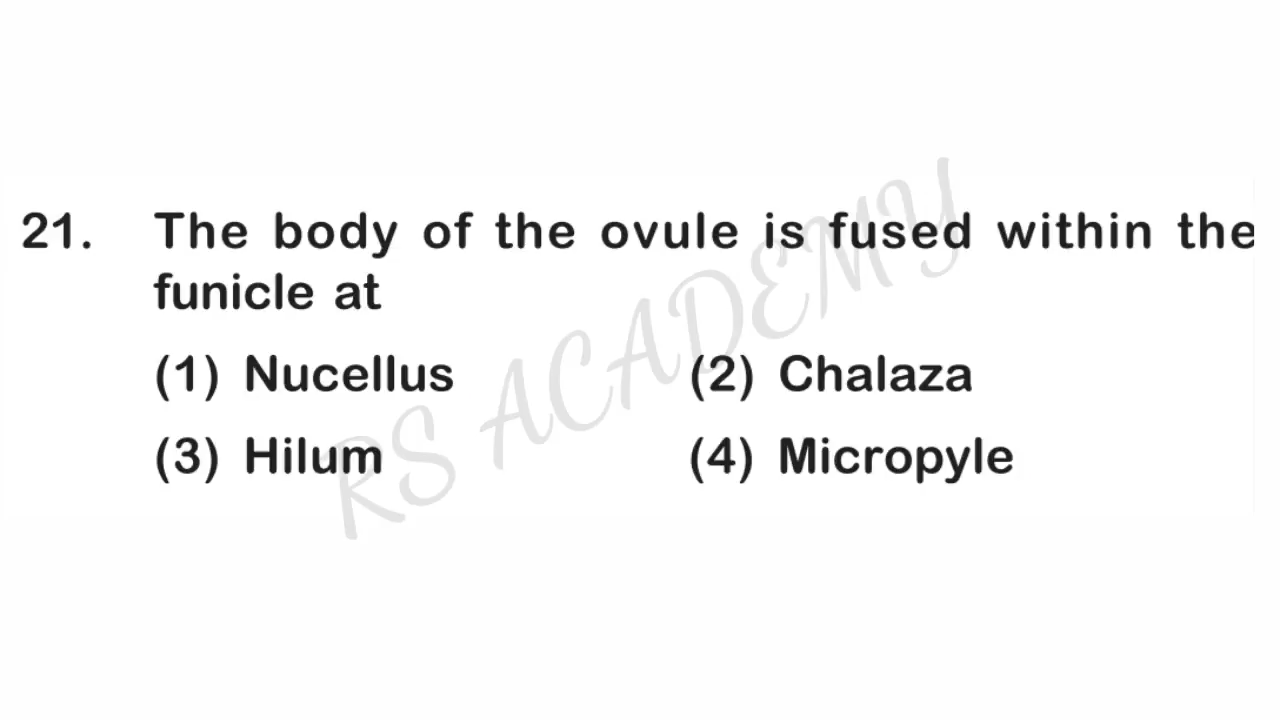 21. The body of the ovule is fused within the
funicle at
(1) Nucellus (2) Chalaza
(3) Hilum (4) Micropyle
RS ACADEMY